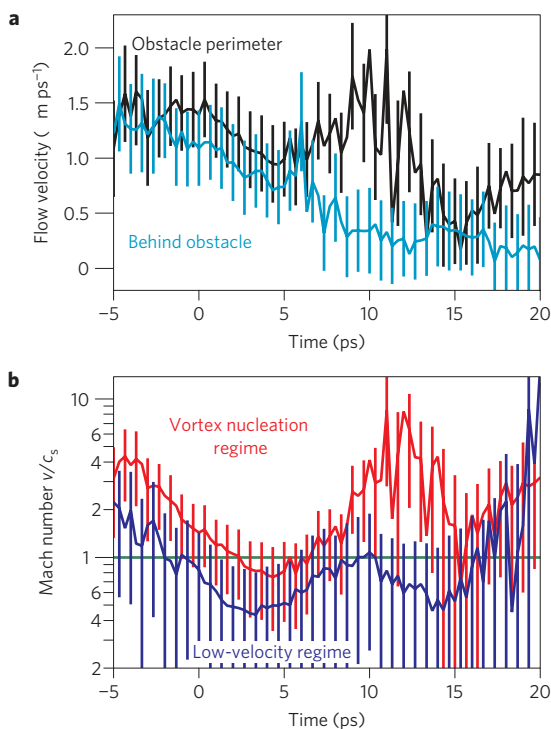 a
Obstacle perimeter
2.0
1.5
1.0
0.5
0
Flow velocity ( m ps⁻¹)
Behind obstacle
−5 0 5 10 15 20
Time (ps)
b
10
6
4
2
1
6
4
2
Mach number v/cₛ
Vortex nucleation
regime
Low-velocity regime
−5 0 5 10 15 20
Time (ps)